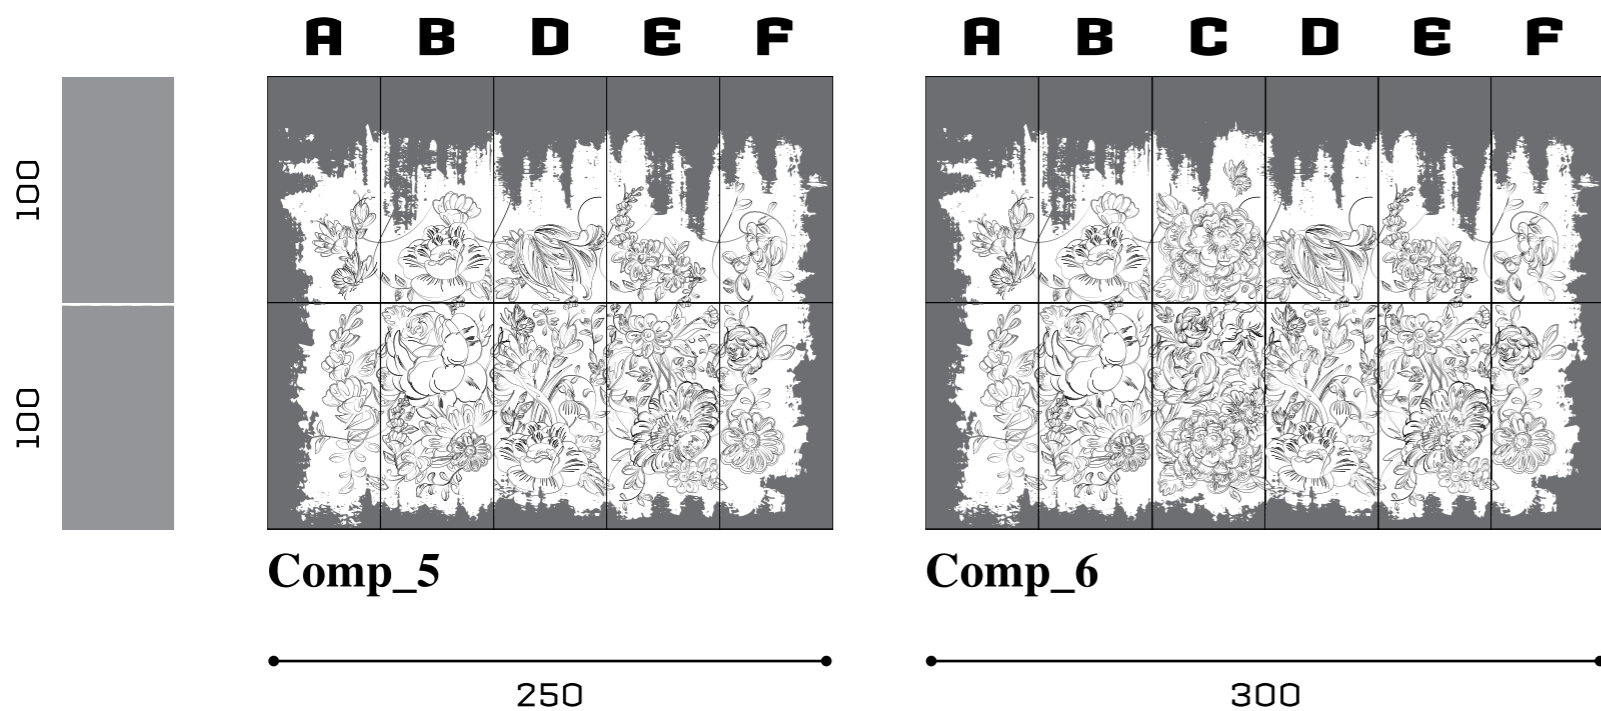 A B D E F
A B C D E F
100
100
Comp_5
Comp_6
250
300